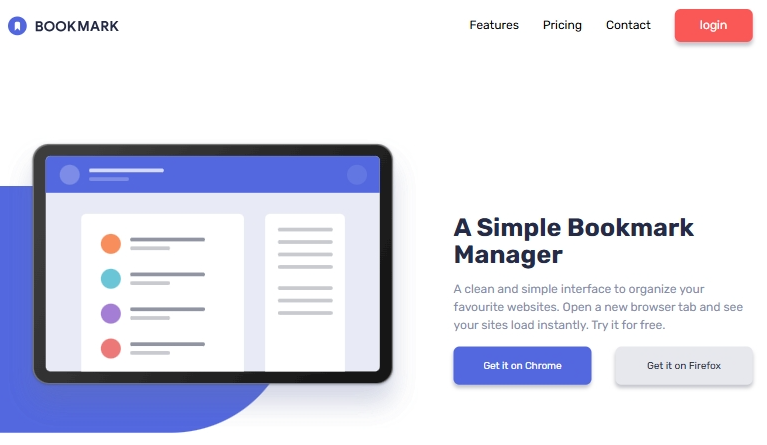 BOOKMARK
Features Pricing Contact login
A Simple Bookmark
Manager
A clean and simple interface to organize your
favourite websites. Open a new browser tab and see
your sites load instantly. Try it for free.
Get it on Chrome Get it on Firefox